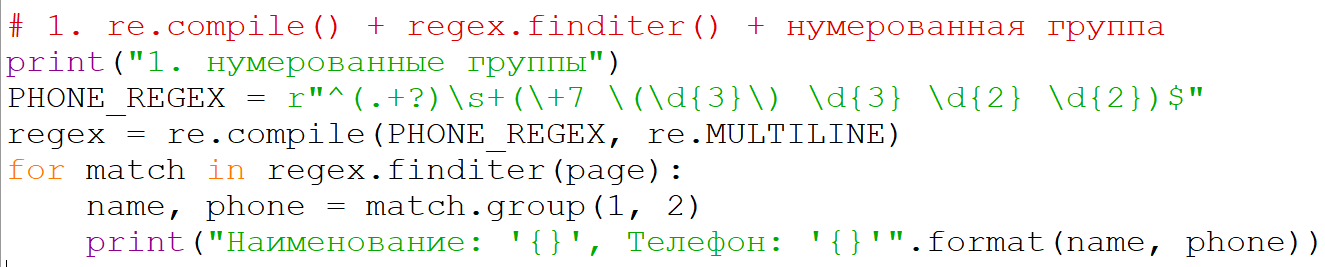 # 1. re.compile() + regex.finditer() + нумерованная группа
print("1. нумерованные группы")
PHONE_REGEX = r"^(.+?)\s+(\+7 \(\d{3}\) \d{3} \d{2} \d{2})$"
regex = re.compile(PHONE_REGEX, re.MULTILINE)
for match in regex.finditer(page):
    name, phone = match.group(1, 2)
    print("Наименование: '{}', Телефон: '{}'".format(name, phone))